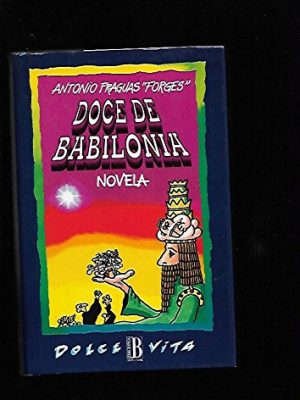 ANTONIO FRAGUAS "FORGES"
DOCE DE
BABILONIA
NOVELA
DOLCE B VITA